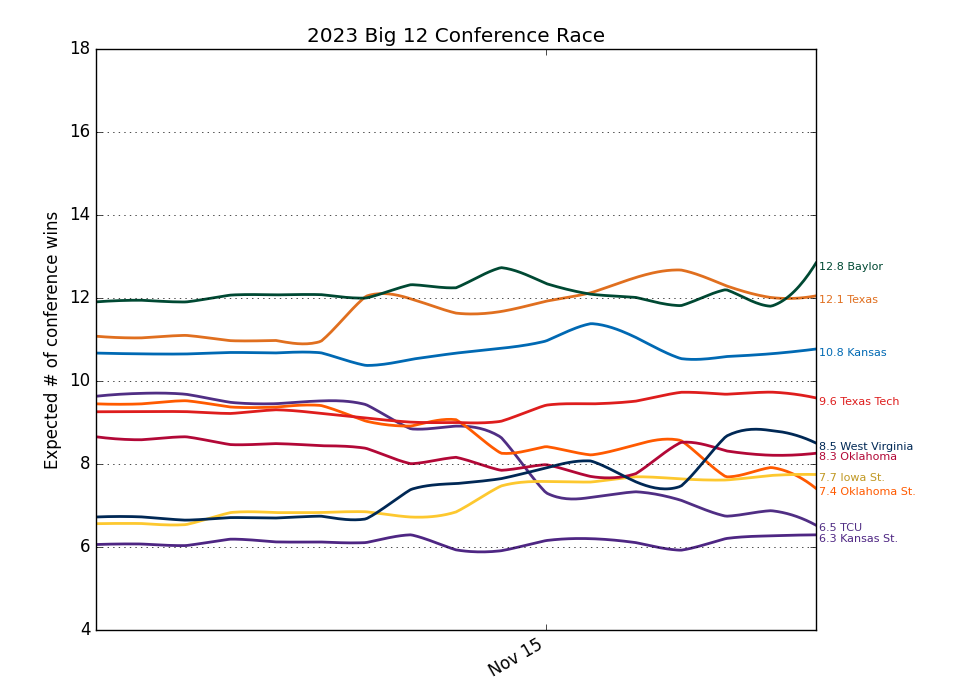 2023 Big 12 Conference Race
18
16
14
12
10
8
6
4
Expected # of conference wins
Nov 15
12.8 Baylor
12.1 Texas
10.8 Kansas
9.6 Texas Tech
8.5 West Virginia
8.3 Oklahoma
7.7 Iowa St.
7.4 Oklahoma St.
6.5 TCU
6.3 Kansas St.